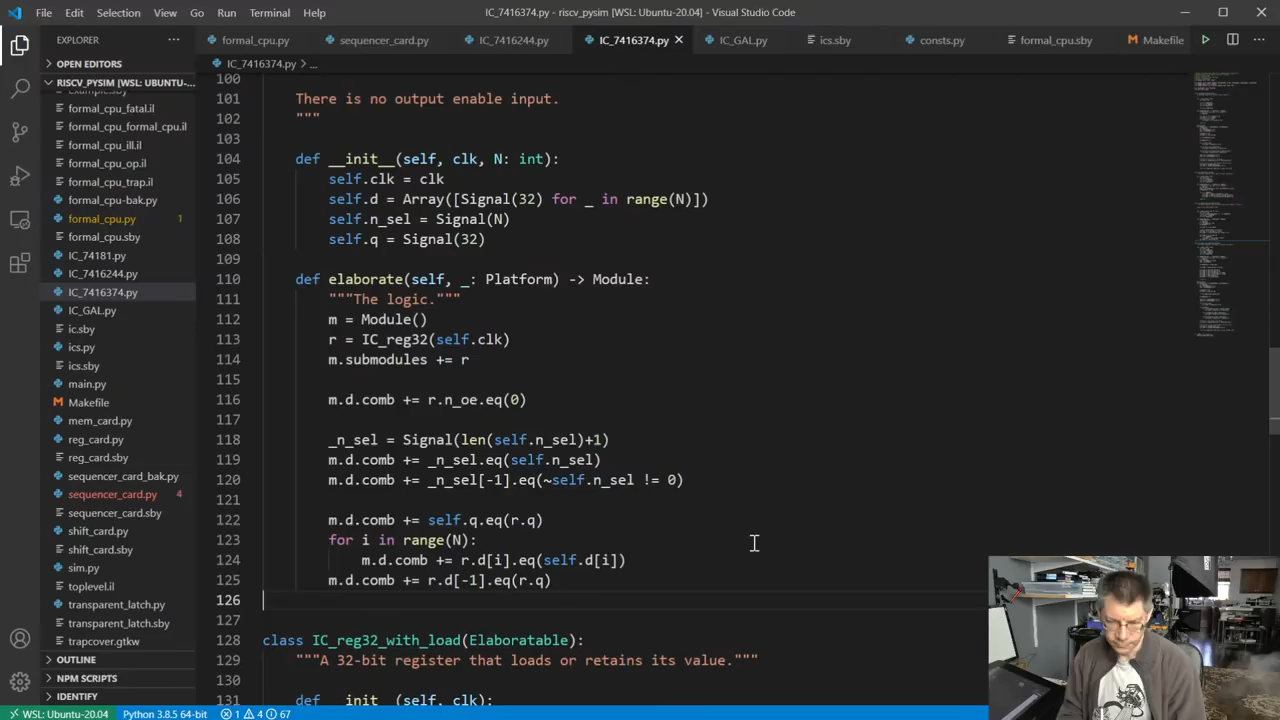 File Edit Selection View Go Run Terminal Help
IC_7416374.py - riscv_pysim [WSL: Ubuntu-20.04] - Visual Studio Code
EXPLORER
formal_cpu.py sequencer_card.py IC_7416244.py IC_7416374.py IC_GAL.py ics.sby consts.py formal_cpu.sby Makefile
OPEN EDITORS
RISCV_PYSIM [WSL: UBUNTU-...
formal_cpu_fatal.il
formal_cpu_formal_cpu.il
formal_cpu_ill.il
formal_cpu_op.il
formal_cpu_trap.il
formal_cpu-bak.py
formal_cpu.py 1
formal_cpu.sby
IC_74181.py
IC_7416244.py
IC_7416374.py
IC_GAL.py
ic.sby
ics.py
ics.sby
main.py
Makefile
mem_card.py
reg_card.py
reg_card.sby
sequencer_card_bak.py
sequencer_card.py 4
sequencer_card.sby
shift_card.py
shift_card.sby
sim.py
toplevel.il
transparent_latch.py
transparent_latch.sby
trapcover.gtkw
OUTLINE
NPM SCRIPTS
IDENTIFY
IC_7416374.py > ...
100
101 There is no output enable input.
102 """
103
104 def __init__(self, clk, N: int):
105 self.clk = clk
106 self.d = Array([Signal(32) for _ in range(N)])
107 self.n_sel = Signal(N)
108 self.q = Signal(32)
109
110 def elaborate(self, _: Platform) -> Module:
111 """The logic."""
112 m = Module()
113 r = IC_reg32(self.clk)
114 m.submodules += r
115
116 m.d.comb += r.n_oe.eq(0)
117
118 _n_sel = Signal(len(self.n_sel)+1)
119 m.d.comb += _n_sel.eq(self.n_sel)
120 m.d.comb += _n_sel[-1].eq(~self.n_sel != 0)
121
122 m.d.comb += self.q.eq(r.q)
123 for i in range(N):
124 m.d.comb += r.d[i].eq(self.d[i])
125 m.d.comb += r.d[-1].eq(r.q)
126
127
128 class IC_reg32_with_load(Elaboratable):
129 """A 32-bit register that loads or retains its value."""
130
131 def __init__(self, clk):
WSL: Ubuntu-20.04 Python 3.8.5 64-bit 1 4 67